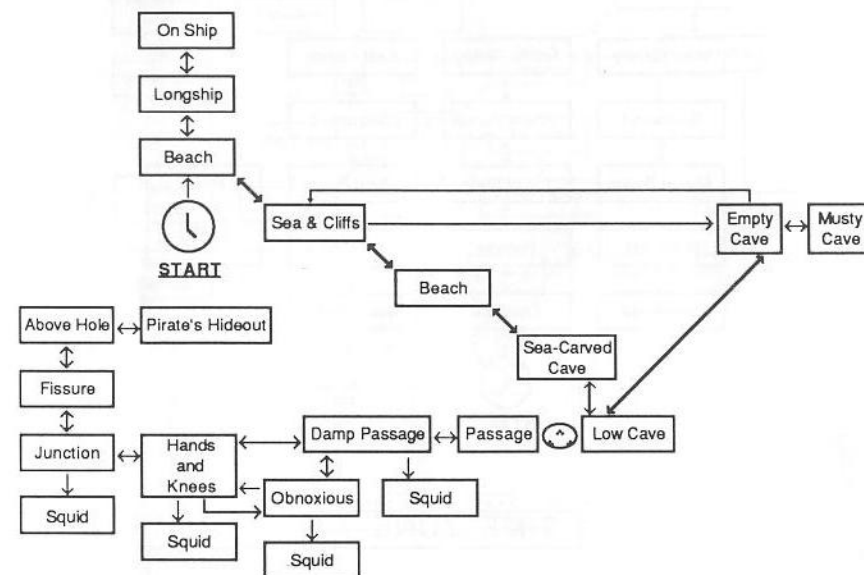 On Ship
Longship
Beach
START
Sea & Cliffs
Empty
Cave
Musty
Cave
Beach
Above Hole
Pirate's Hideout
Sea-Carved
Cave
Fissure
Junction
Hands
and
Knees
Damp Passage
Passage
Low Cave
Squid
Obnoxious
Squid
Squid
Squid